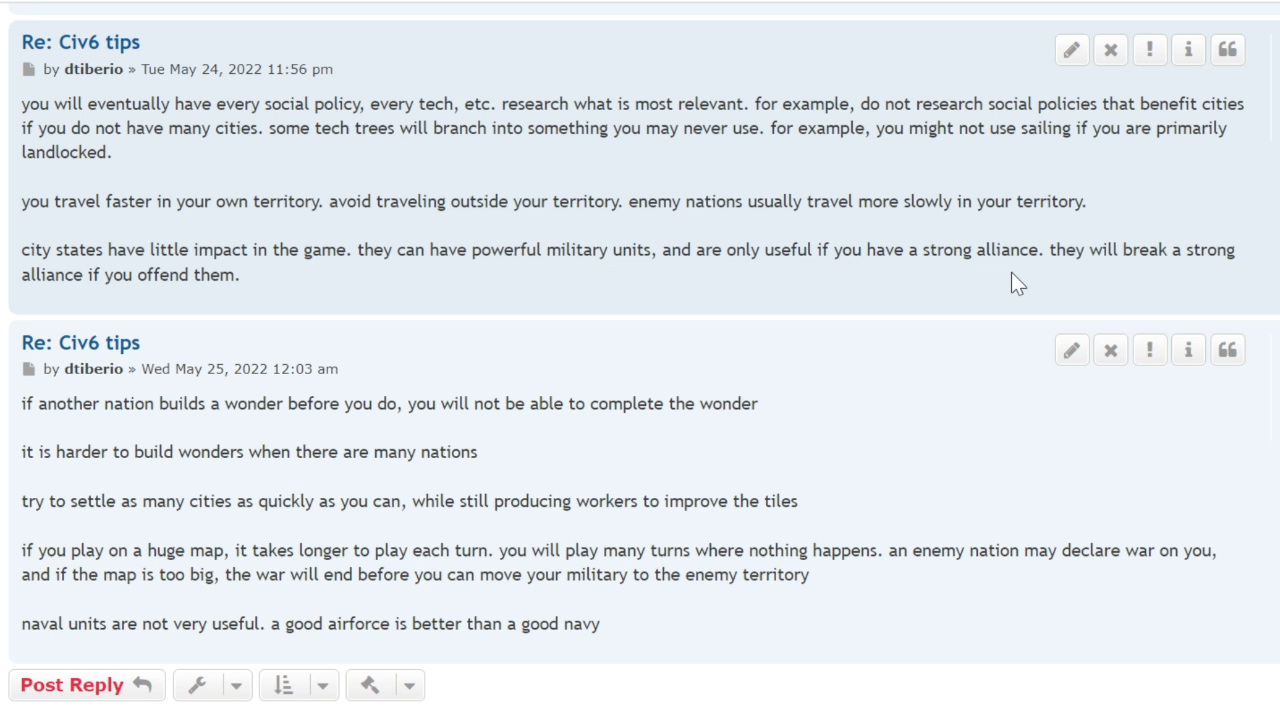 Re: Civ6 tips
by dtiberio » Tue May 24, 2022 11:56 pm
you will eventually have every social policy, every tech, etc. research what is most relevant. for example, do not research social policies that benefit cities
if you do not have many cities. some tech trees will branch into something you may never use. for example, you might not use sailing if you are primarily
landlocked.
you travel faster in your own territory. avoid traveling outside your territory. enemy nations usually travel more slowly in your territory.
city states have little impact in the game. they can have powerful military units, and are only useful if you have a strong alliance. they will break a strong
alliance if you offend them.
Re: Civ6 tips
by dtiberio » Wed May 25, 2022 12:03 am
if another nation builds a wonder before you do, you will not be able to complete the wonder
it is harder to build wonders when there are many nations
try to settle as many cities as quickly as you can, while still producing workers to improve the tiles
if you play on a huge map, it takes longer to play each turn. you will play many turns where nothing happens. an enemy nation may declare war on you,
and if the map is too big, the war will end before you can move your military to the enemy territory
naval units are not very useful. a good airforce is better than a good navy
Post Reply